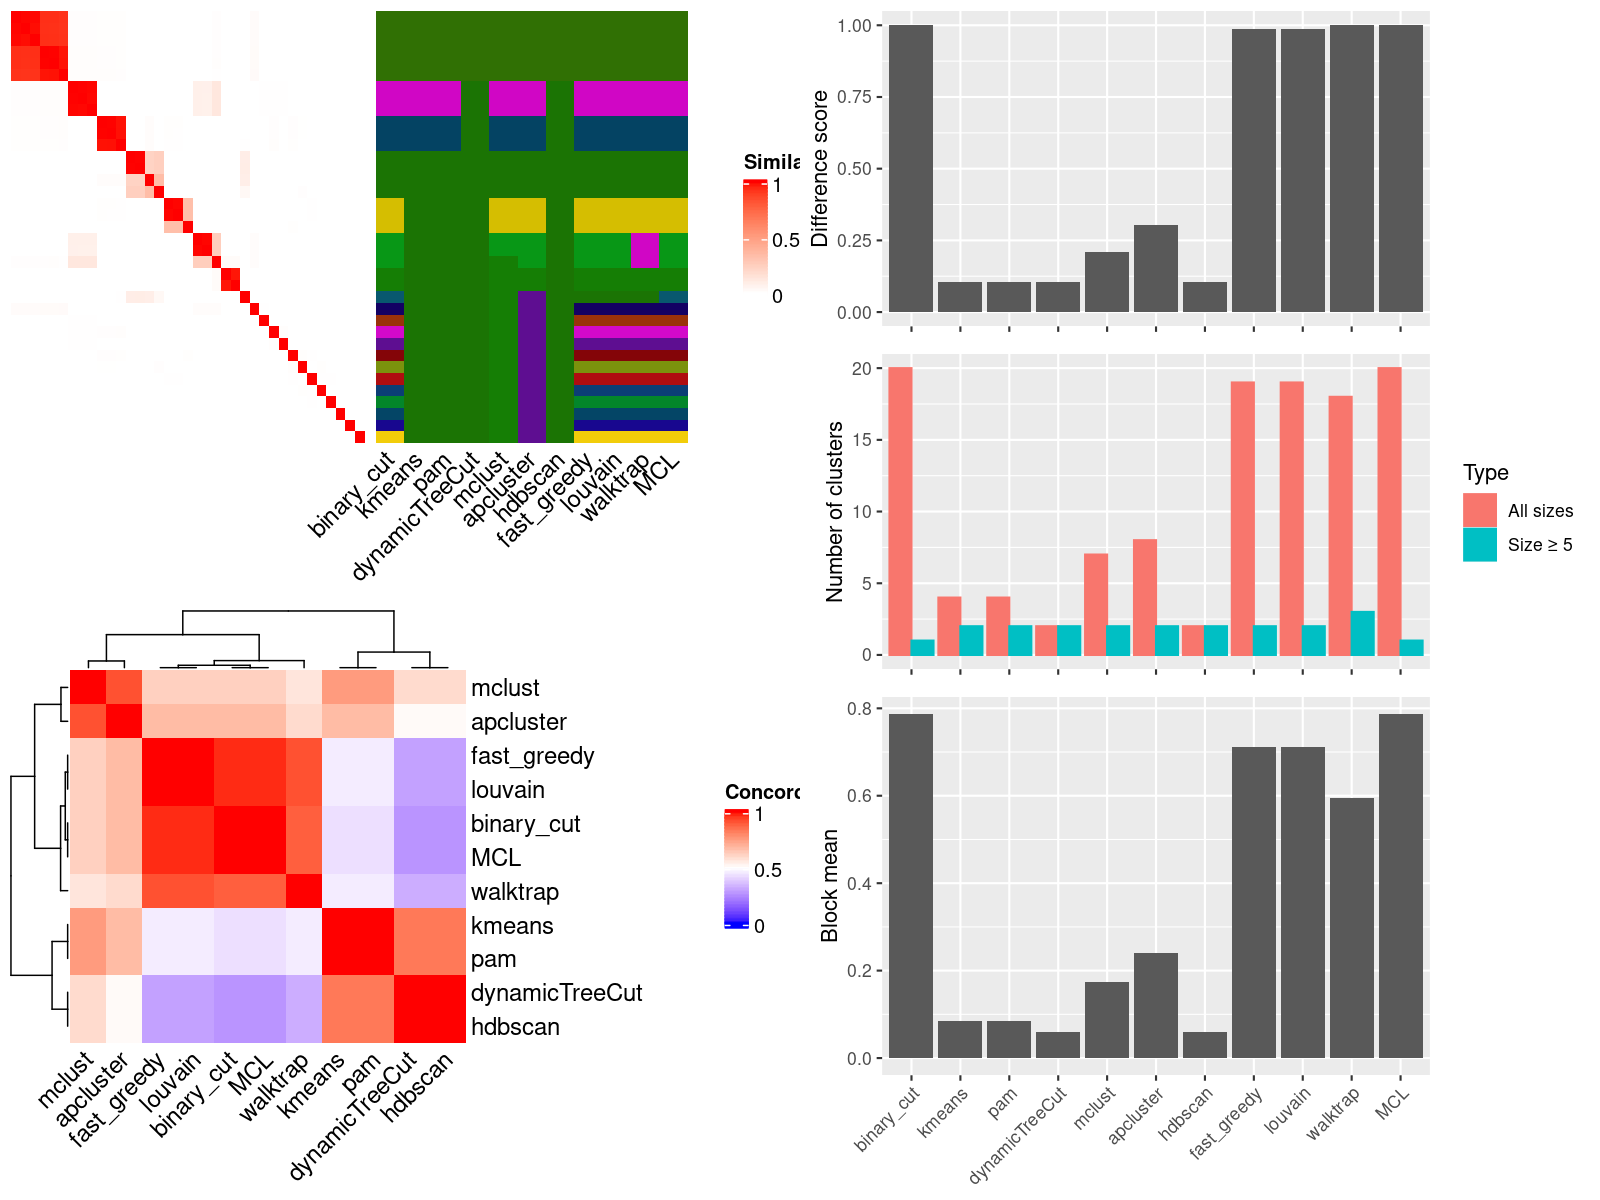 Simila
1
0.5
0
binary_cut
kmeans
pam
dynamicTreeCut
mclust
apcluster
hdbscan
fast_greedy
louvain
walktrap
MCL
mclust
apcluster
fast_greedy
louvain
binary_cut
MCL
walktrap
kmeans
pam
dynamicTreeCut
hdbscan
mclust
apcluster
fast_greedy
louvain
binary_cut
MCL
walktrap
kmeans
pam
dynamicTreeCut
hdbscan
Concord
1
0.5
0
Difference score
1.00
0.75
0.50
0.25
0.00
Number of clusters
20
15
10
5
0
Type
All sizes
Size ≥ 5
Block mean
0.8
0.6
0.4
0.2
0.0
binary_cut
kmeans
pam
dynamicTreeCut
mclust
apcluster
hdbscan
fast_greedy
louvain
walktrap
MCL